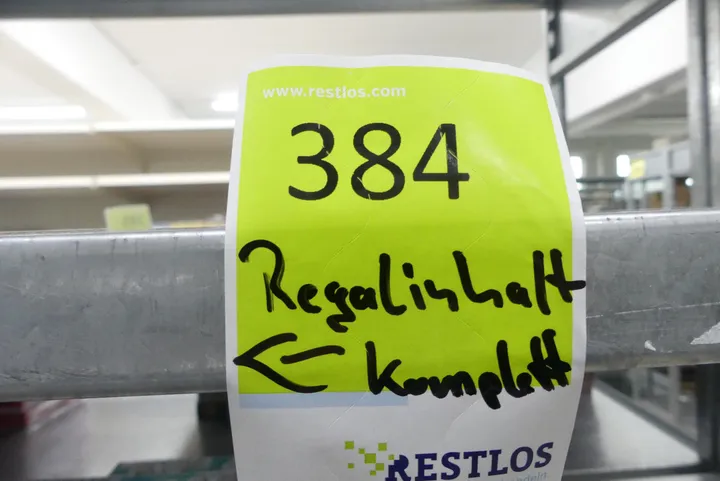 www.restlos.com
384
Regalinhalt
← komplett
RESTLOS